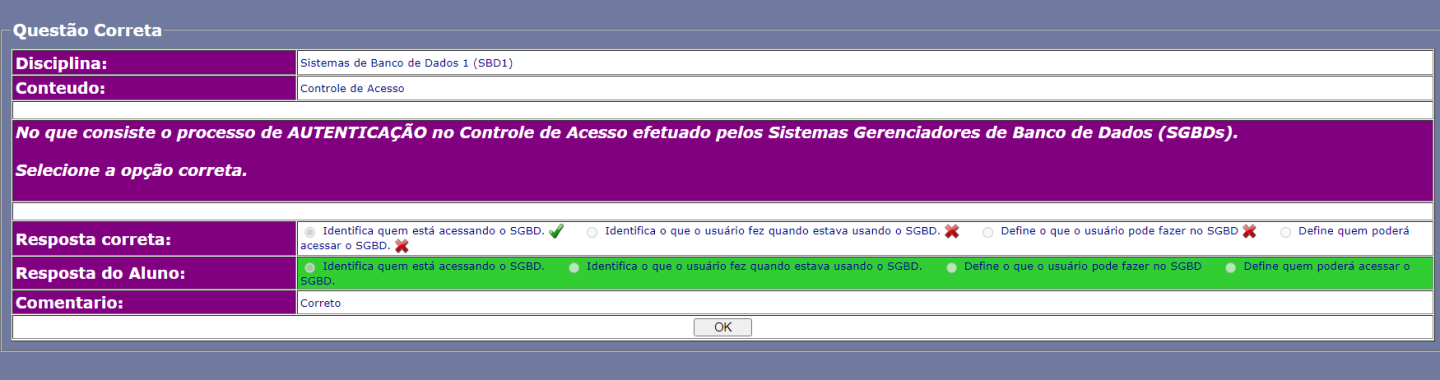 Questão Correta
Disciplina: Sistemas de Banco de Dados 1 (SBD1)
Conteudo: Controle de Acesso
No que consiste o processo de AUTENTICAÇÃO no Controle de Acesso efetuado pelos Sistemas Gerenciadores de Banco de Dados (SGBDs).
Selecione a opção correta.
Resposta correta: Identifica quem está acessando o SGBD. Identifica o que o usuário fez quando estava usando o SGBD. Define o que o usuário pode fazer no SGBD Define quem poderá
acessar o SGBD.
Resposta do Aluno: Identifica quem está acessando o SGBD. Identifica o que o usuário fez quando estava usando o SGBD. Define o que o usuário pode fazer no SGBD Define quem poderá acessar o
SGBD.
Comentario: Correto
OK